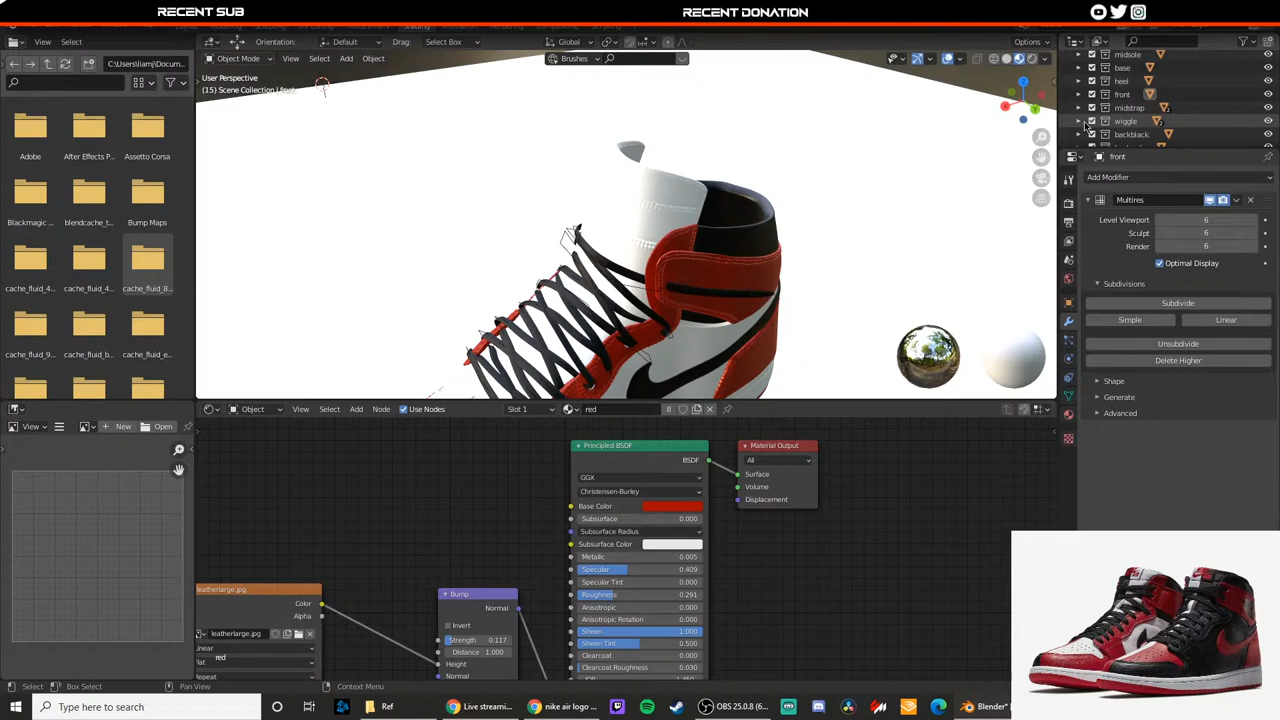 RECENT SUB
RECENT DONATION
View
Select
Orientation:
Default
Drag:
Select Box
Global
Options
C:\Users\liamj\Docum...
Object Mode
View
Select
Add
Object
Brushes
User Perspective
(15) Scene Collection | front
midsole
base
heel
front
midstrap
wiggle
backblack
Adobe
After Effects P...
Assetto Corsa
Blackmagic ...
blendcache_t...
Bump Maps
cache_fluid_4...
cache_fluid_5...
cache_fluid_8...
cache_fluid_9...
cache_fluid_b...
cache_fluid_e...
front
Add Modifier
Multires
Level Viewport
6
Sculpt
6
Render
6
Optimal Display
Subdivisions
Subdivide
Simple
Linear
Unsubdivide
Delete Higher
Shape
Generate
Advanced
Object
View
Select
Add
Node
Use Nodes
Slot 1
red
8
View
New
Open
Principled BSDF
BSDF
GGX
Christensen-Burley
Base Color
Subsurface
0.000
Subsurface Radius
Subsurface Color
Metallic
0.005
Specular
0.409
Specular Tint
0.000
Roughness
0.291
Anisotropic
0.000
Anisotropic Rotation
0.000
Sheen
1.000
Sheen Tint
0.500
Clearcoat
0.000
Clearcoat Roughness
0.030
Material Output
All
Surface
Volume
Displacement
leatherlarge.jpg
Color
Alpha
leatherlarge.jpg
Linear
red
Flat
Repeat
Bump
Normal
Invert
Strength
0.117
Distance
1.000
Height
Normal
Select
Box Select
Pan View
Context Menu
Type here to search
Ref
Live streami...
nike air logo ...
OBS 25.0.8 (6...
Blender*